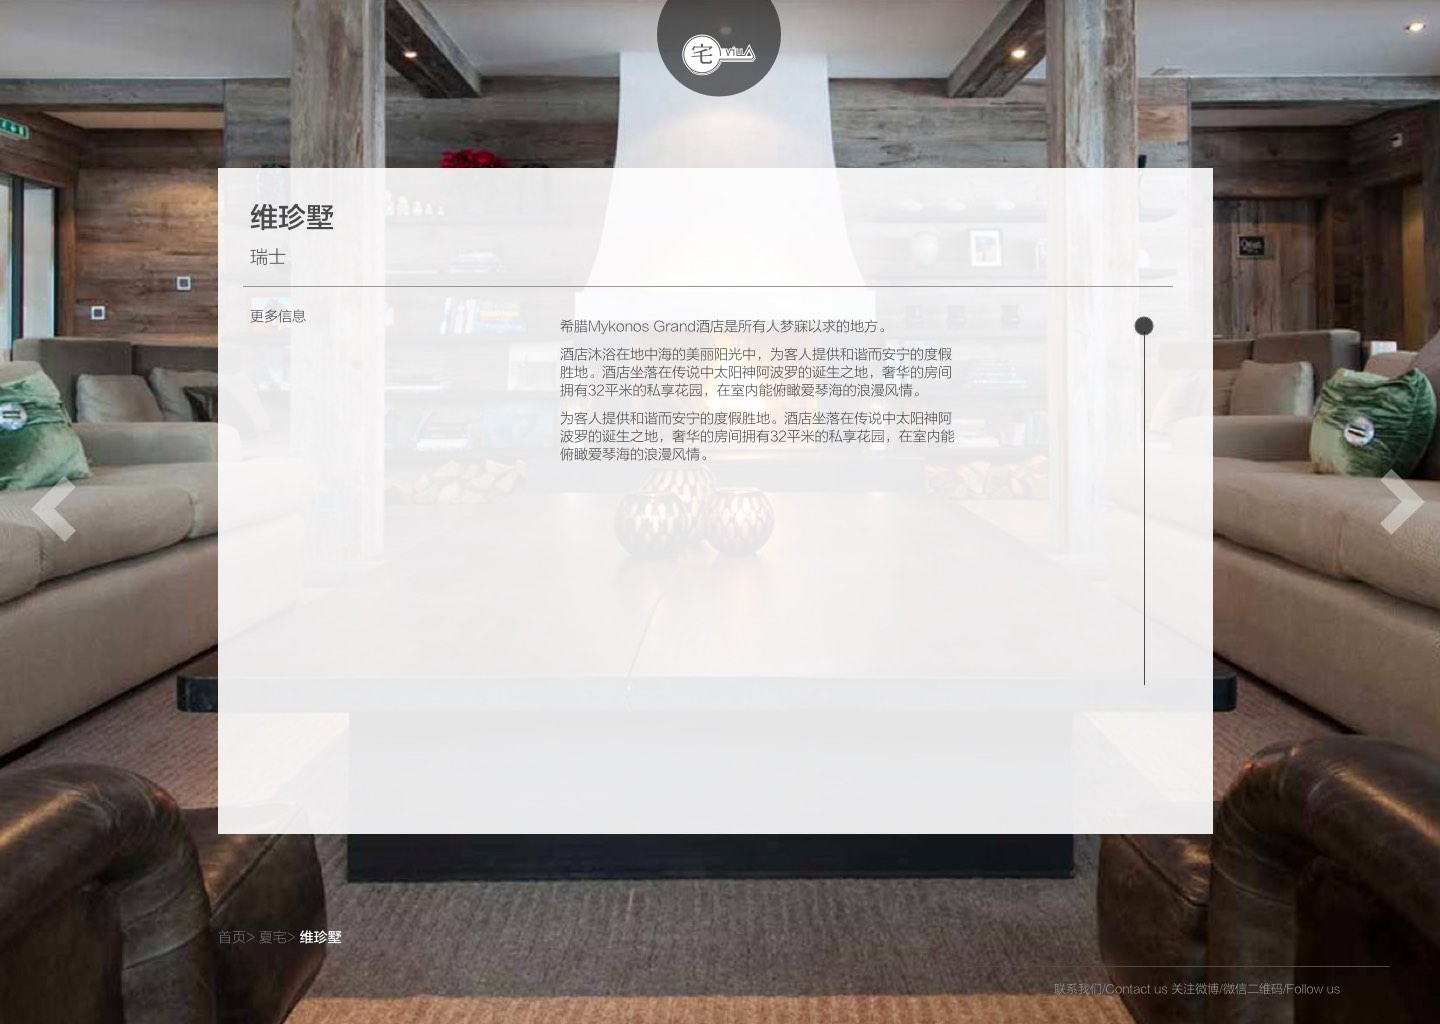 宅 VillA
维珍墅
瑞士
更多信息
希腊Mykonos Grand酒店是所有人梦寐以求的地方。
酒店沐浴在地中海的美丽阳光中，为客人提供和谐而安宁的度假
胜地。酒店坐落在传说中太阳神阿波罗的诞生之地，奢华的房间
拥有32平米的私享花园，在室内能俯瞰爱琴海的浪漫风情。
为客人提供和谐而安宁的度假胜地。酒店坐落在传说中太阳神阿
波罗的诞生之地，奢华的房间拥有32平米的私享花园，在室内能
俯瞰爱琴海的浪漫风情。
首页> 夏宅> 维珍墅
联系我们/Contact us 关注微博/微信二维码/Follow us